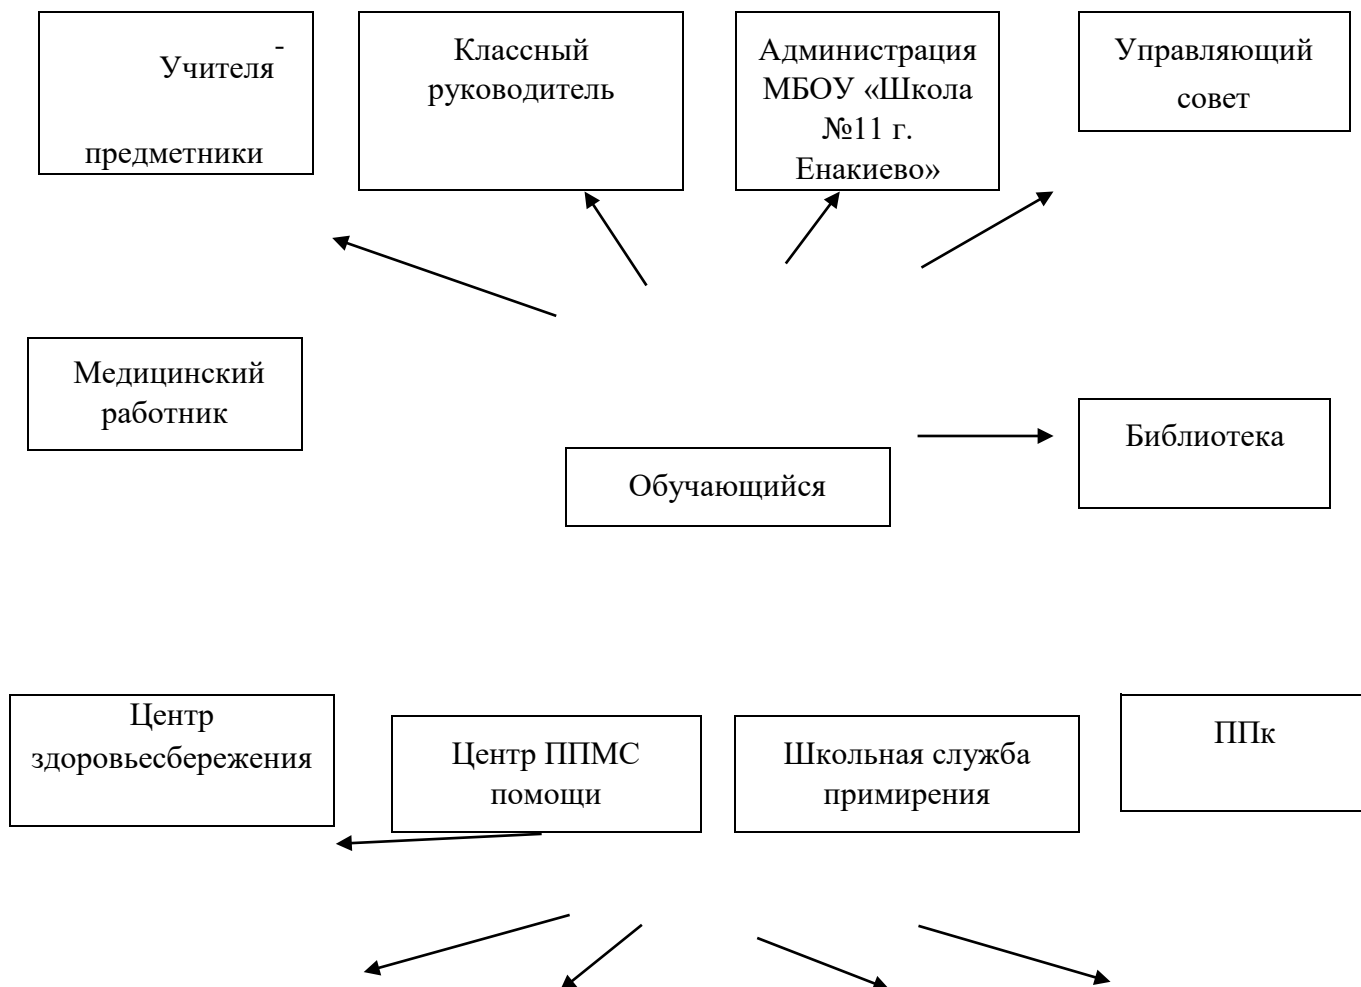 -
Учителя
предметники
Классный
руководитель
Администрация
МБОУ «Школа
№11 г.
Енакиево»
Управляющий
совет
Медицинский
работник
Обучающийся
Библиотека
Центр
здоровьесбережения
Центр ППМС
помощи
Школьная служба
примирения
ППк